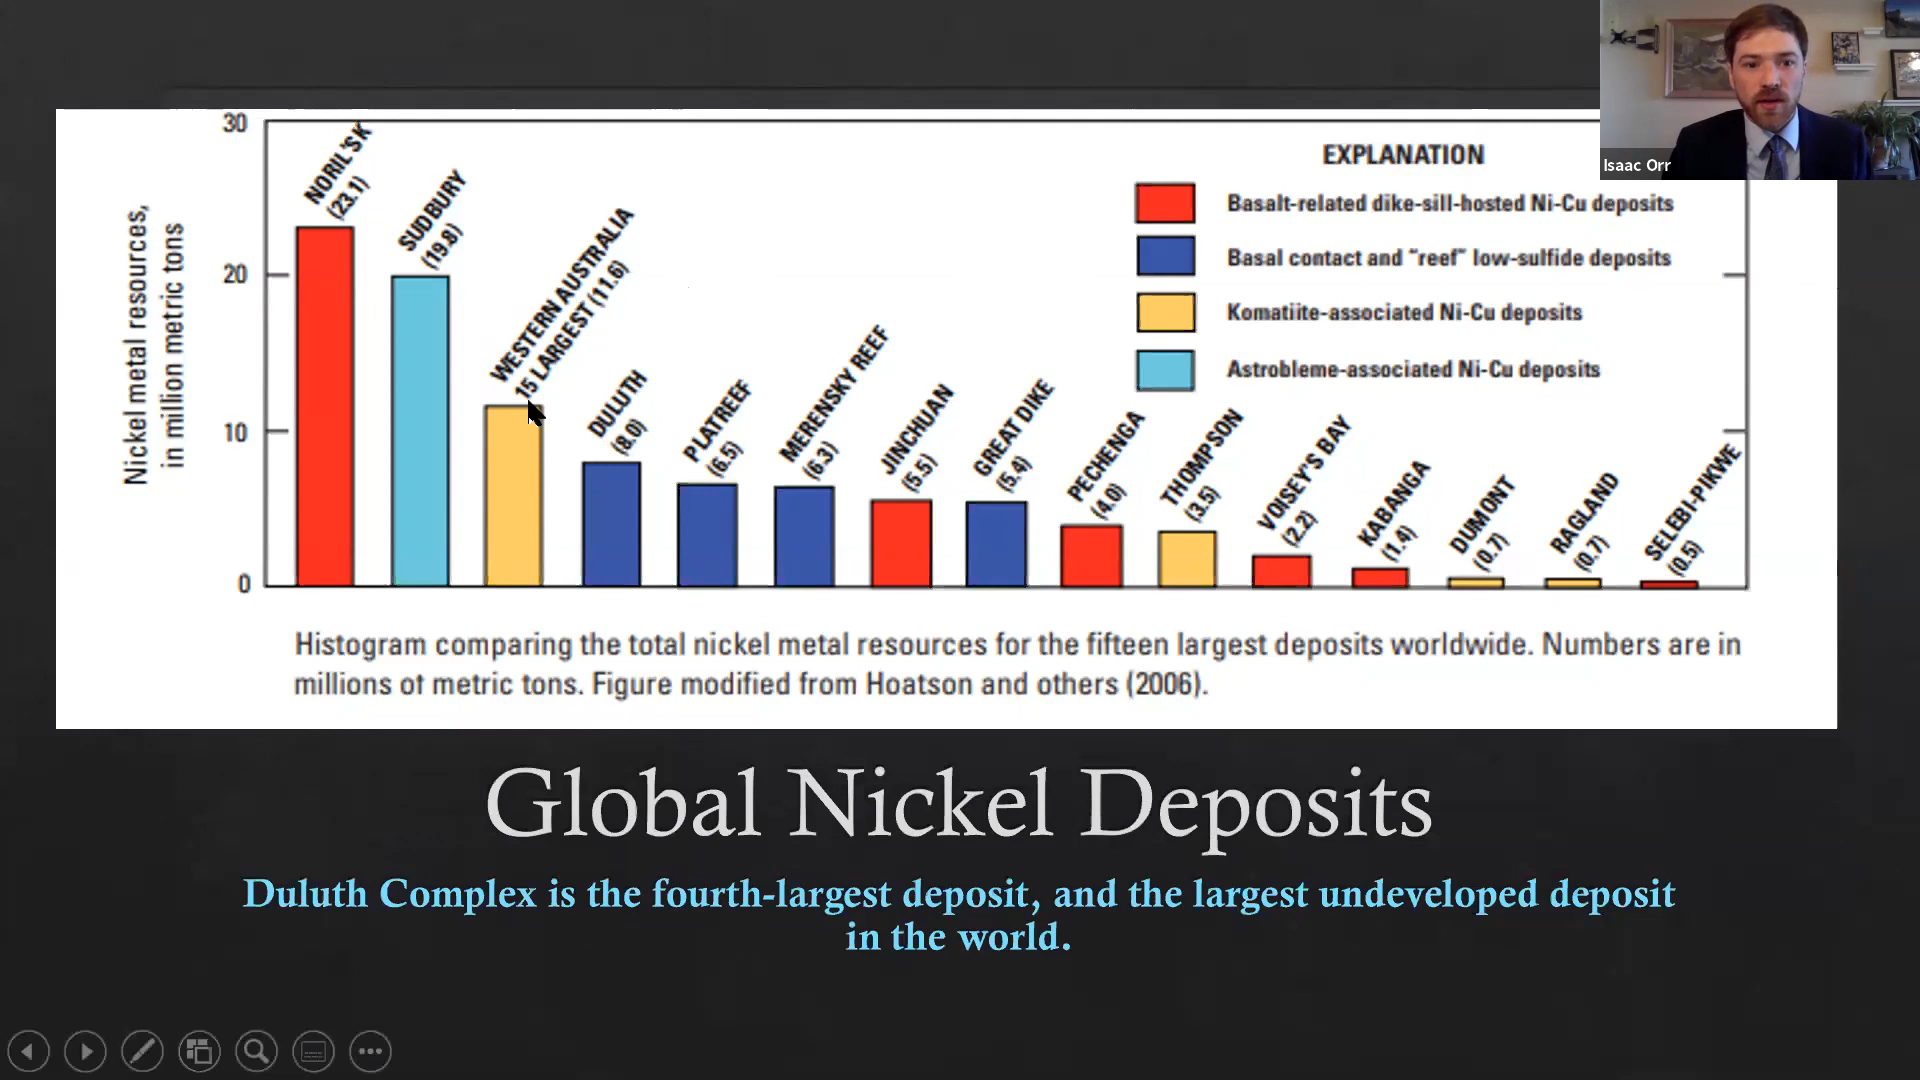 Isaac Orr
30
20
10
0
Nickel metal resources,
in million metric tons
NORIL'SK
(23.1)
SUDBURY
(19.8)
WESTERN AUSTRALIA
15 LARGEST (11.6)
DULUTH
(8.0)
PLATREEF
(6.5)
MERENSKY REEF
(6.3)
JINCHUAN
(5.5)
GREAT DIKE
(5.4)
PECHENGA
(4.0)
THOMPSON
(3.5)
VOISEY'S BAY
(2.2)
KABANGA
(1.4)
DUMONT
(0.7)
RAGLAND
(0.7)
SELEBI-PIKWE
(0.5)
EXPLANATION
Basalt-related dike-sill-hosted Ni-Cu deposits
Basal contact and "reef" low-sulfide deposits
Komatiite-associated Ni-Cu deposits
Astrobleme-associated Ni-Cu deposits
Histogram comparing the total nickel metal resources for the fifteen largest deposits worldwide. Numbers are in
millions of metric tons. Figure modified from Hoatson and others (2006).
Global Nickel Deposits
Duluth Complex is the fourth-largest deposit, and the largest undeveloped deposit
in the world.